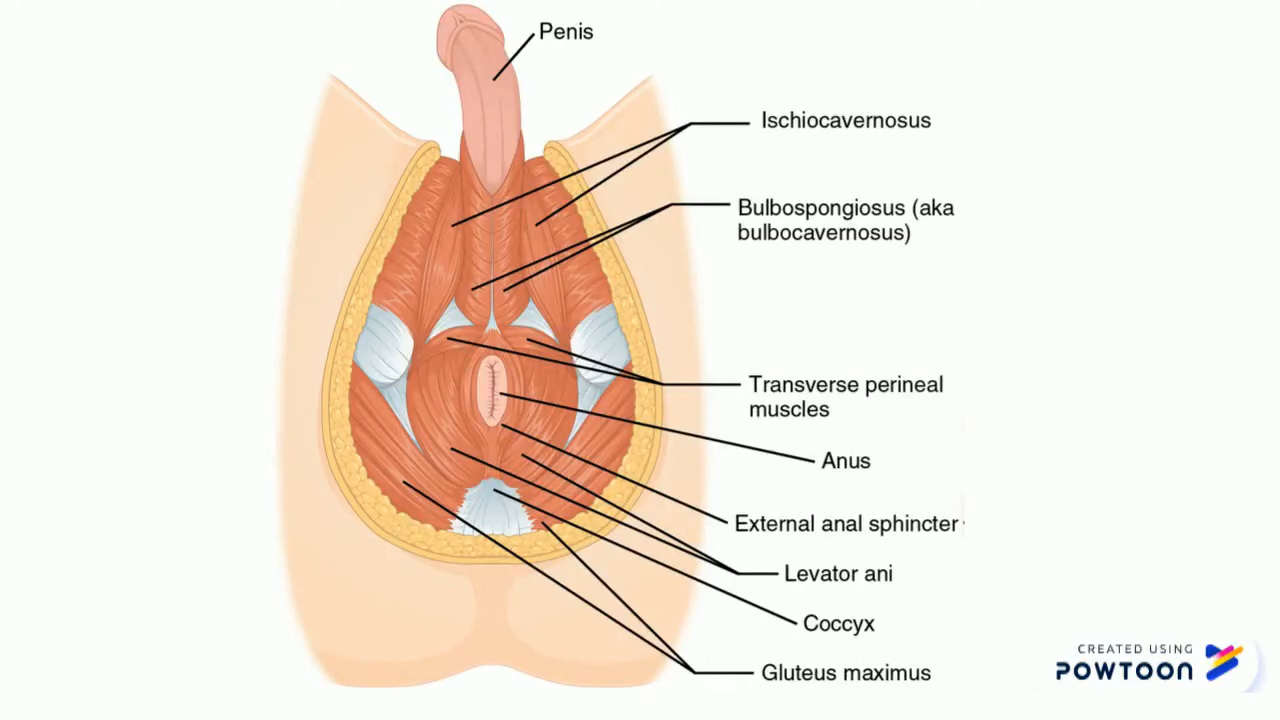 Penis
Ischiocavernosus
Bulbospongiosus (aka
bulbocavernosus)
Transverse perineal
muscles
Anus
External anal sphincter
Levator ani
Coccyx
Gluteus maximus
CREATED USING
POWTOON